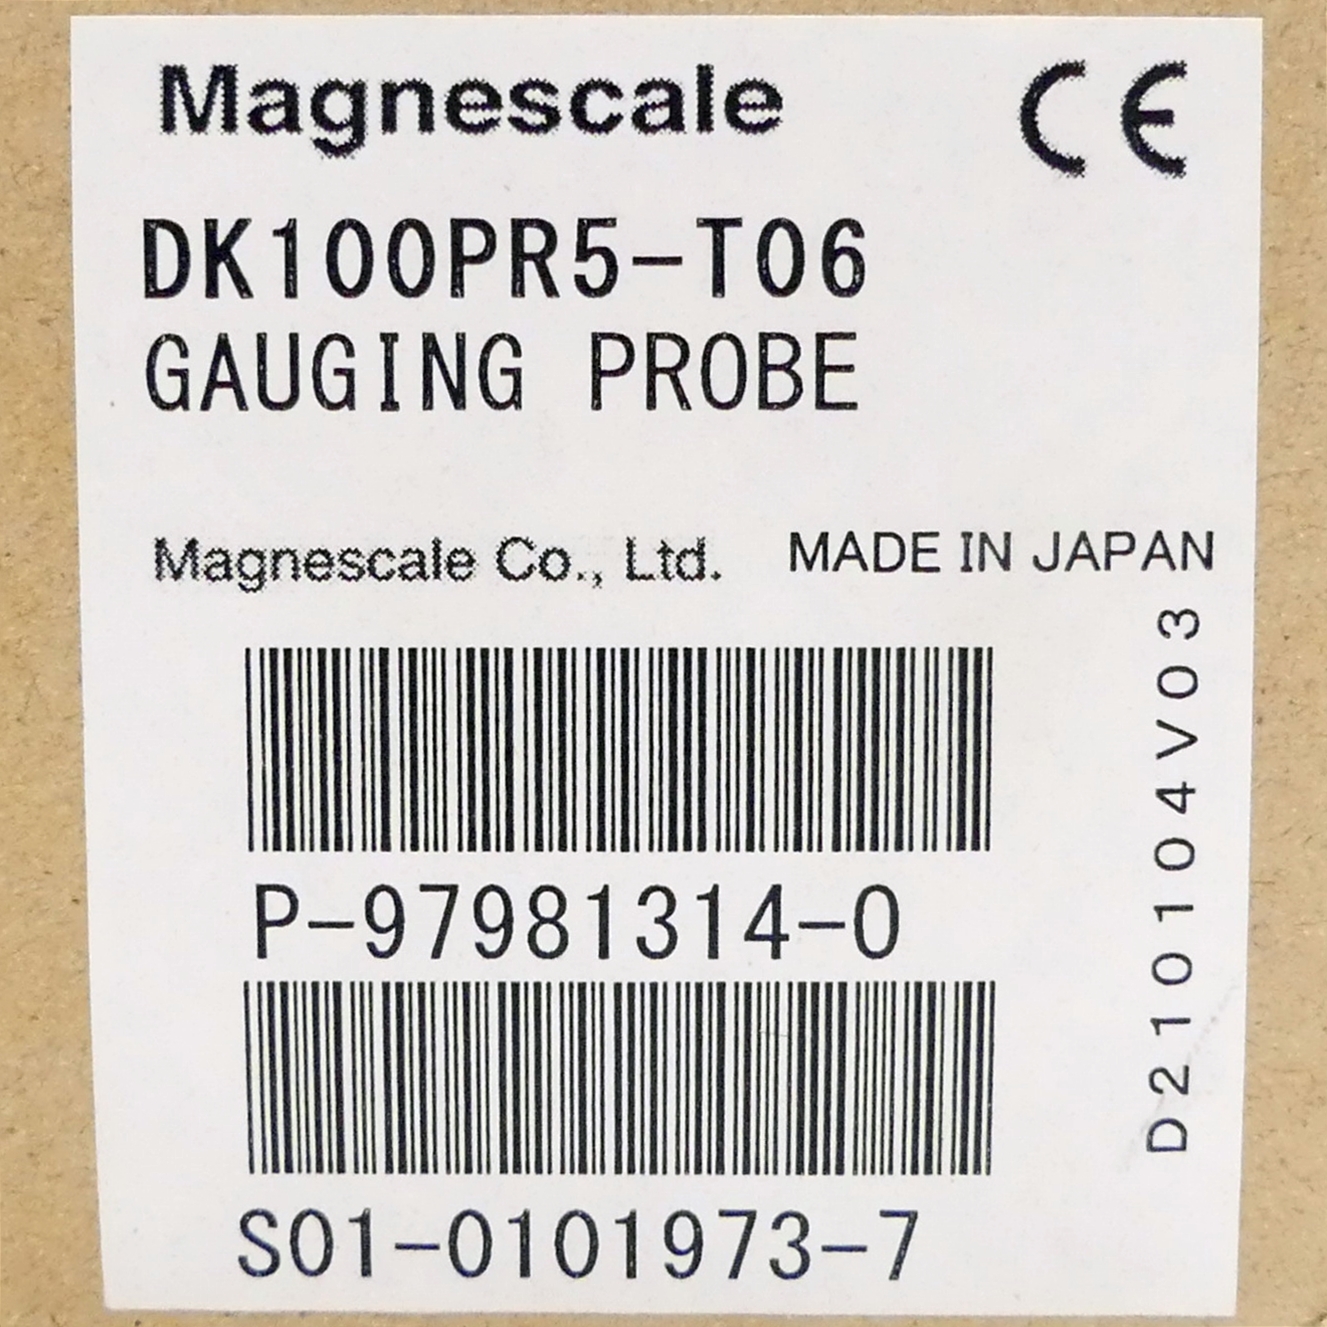 Magnescale
CE
DK100PR5-T06
GAUGING PROBE
Magnescale Co., Ltd.
MADE IN JAPAN
P-97981314-0
S01-0101973-7
D210104V03